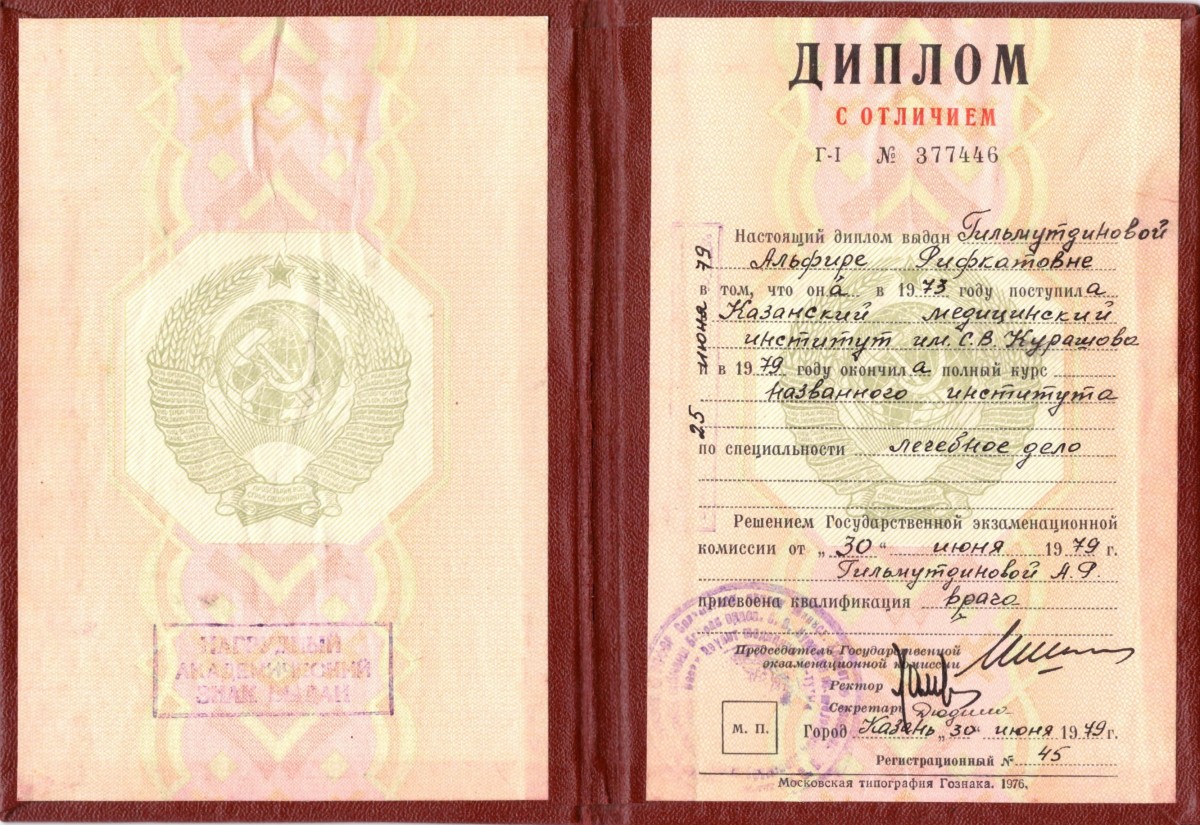 НАГРУДНЫЙ
АКАДЕМИЧЕСКИЙ
ЗНАК ВЫДАН
ДИПЛОМ
С ОТЛИЧИЕМ
Г-I № 377446
Настоящий диплом выдан Гильмутдиновой
Альфире Рифкатовне
в том, что она в 1973 году поступила
Казанский медицинский
институт им. С.В. Курашова
и в 1979 году окончила полный курс
названного института
по специальности лечебное дело
25 июня 79
Решением Государственной экзаменационной
комиссии от „30“ июня 1979 г.
Гильмутдиновой А.Р.
присвоена квалификация врача
Председатель Государственной
экзаменационной комиссии
Ректор
Секретарь
М. П.
Город Казань „30“ июня 1979 г.
Регистрационный № 45
Московская типография Гознака. 1976.